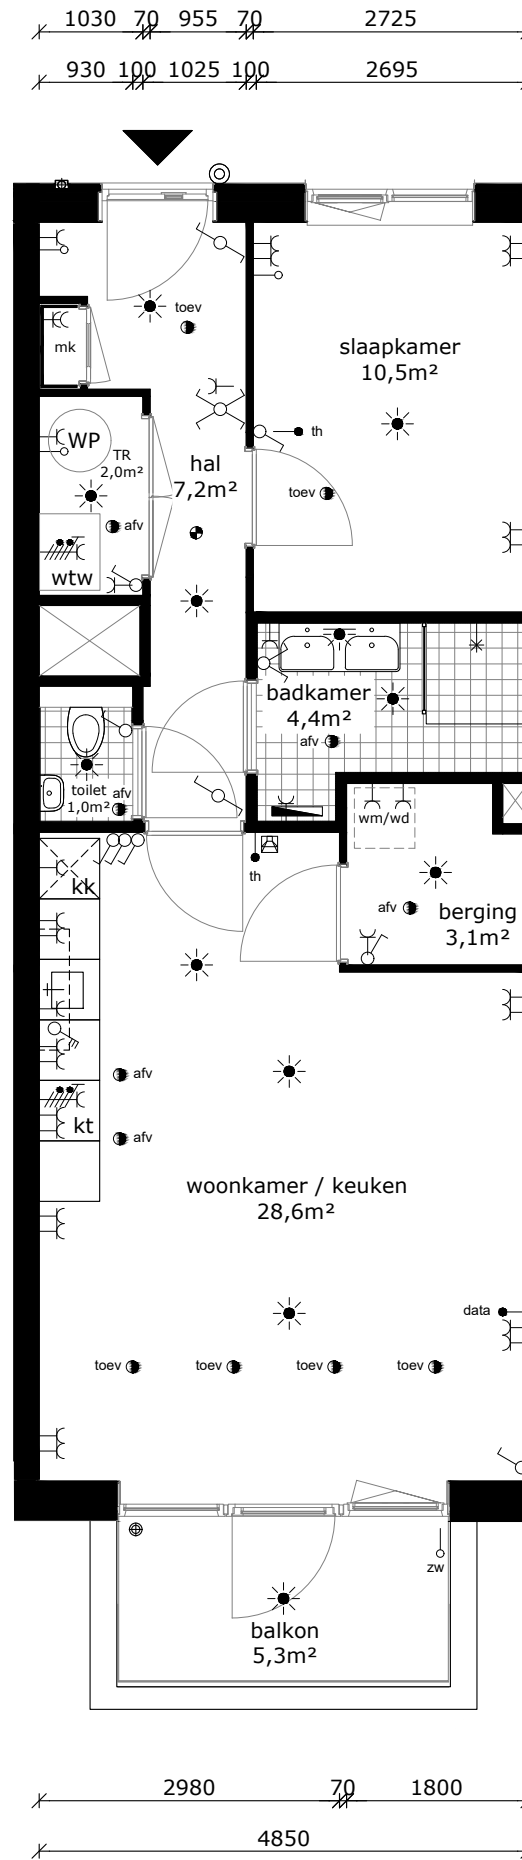 1030 70 955 70 2725
930 100 1025 100 2695
toev
mk
slaapkamer
10,5m²
WP
TR
2,0m²
hal
7,2m²
th
toev
afv
wtw
badkamer
4,4m²
afv
toilet
1,0m²
afv
wm/wd
th
kk
afv
berging
3,1m²
afv
kt
afv
woonkamer / keuken
28,6m²
data
toev toev toev toev
zw
balkon
5,3m²
2980 70 1800
4850